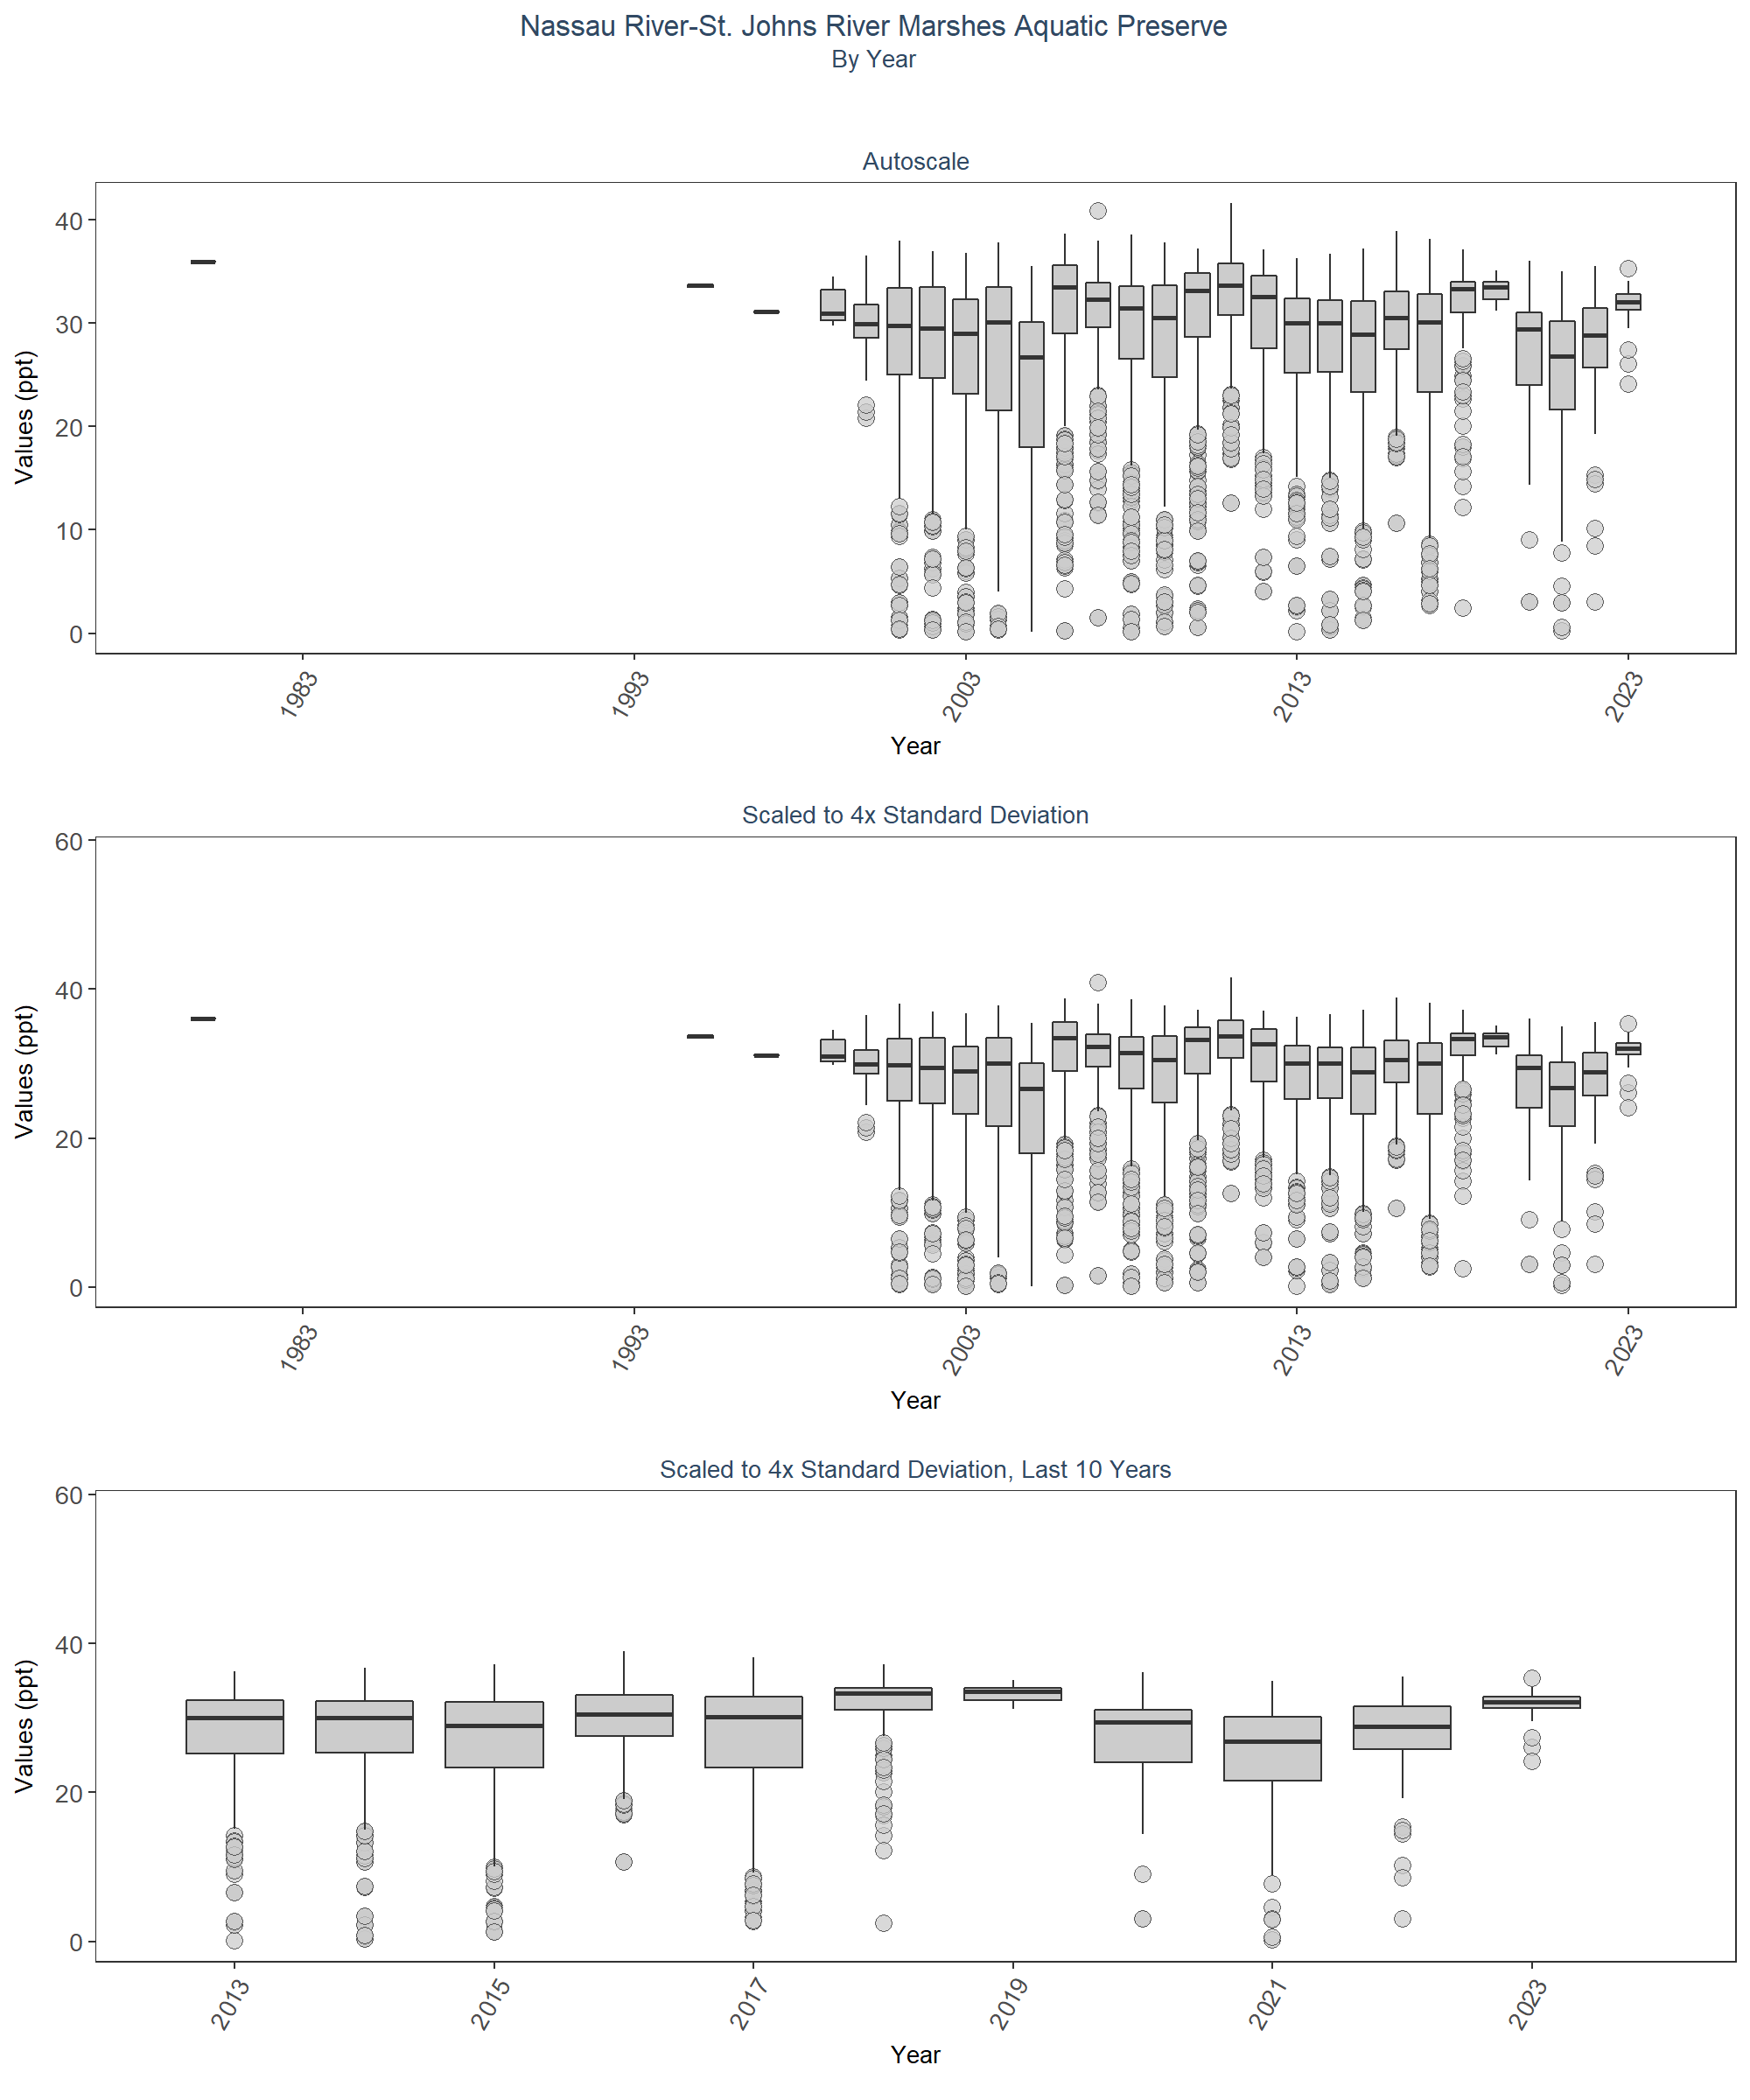 Nassau River-St. Johns River Marshes Aquatic Preserve
By Year
Autoscale
Values (ppt)
40
30
20
10
0
1983
1993
2003
2013
2023
Year
Scaled to 4x Standard Deviation
Values (ppt)
60
40
20
0
1983
1993
2003
2013
2023
Year
Scaled to 4x Standard Deviation, Last 10 Years
Values (ppt)
60
40
20
0
2013
2015
2017
2019
2021
2023
Year